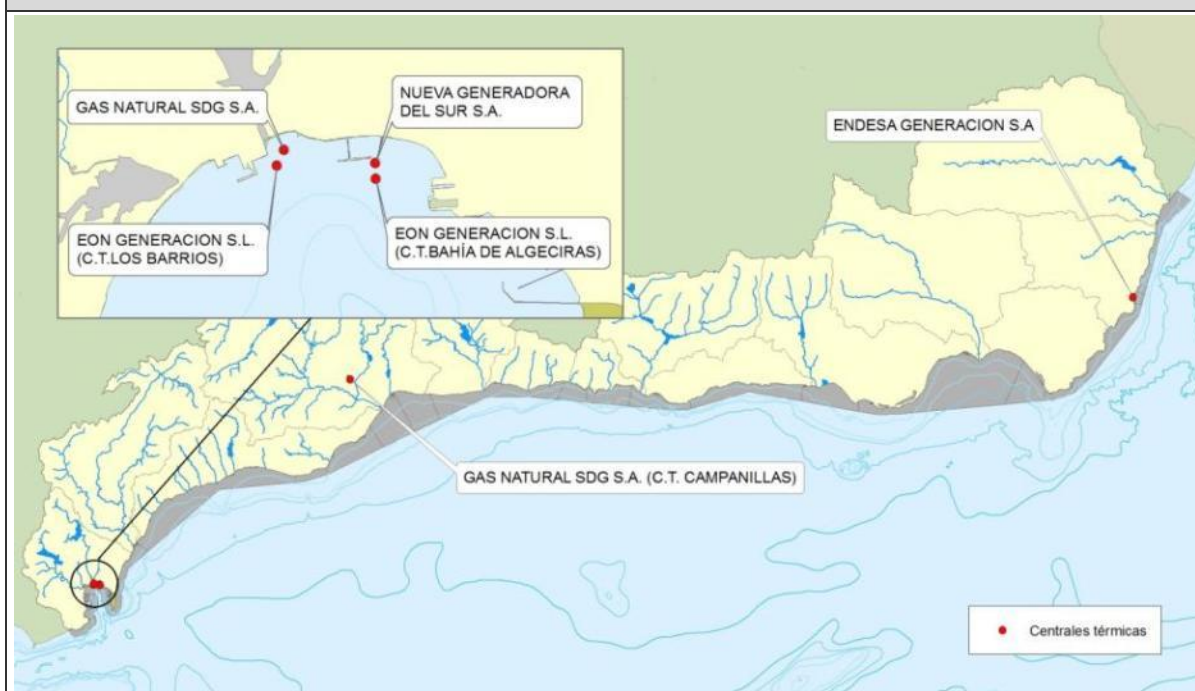 GAS NATURAL SDG S.A.
NUEVA GENERADORA
DEL SUR S.A.
EON GENERACION S.L.
(C.T.LOS BARRIOS)
EON GENERACION S.L.
(C.T.BAHÍA DE ALGECIRAS)
ENDESA GENERACION S.A
GAS NATURAL SDG S.A. (C.T. CAMPANILLAS)
Centrales térmicas